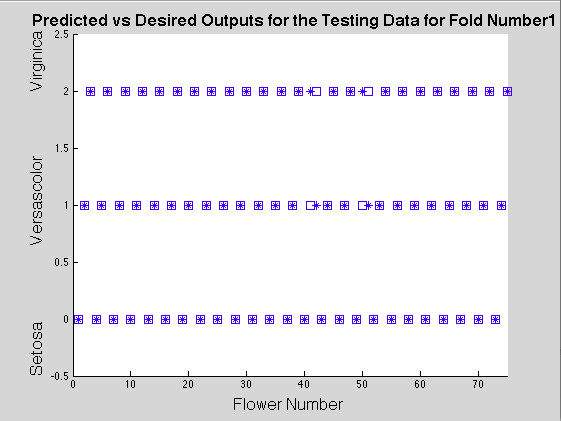 Predicted vs Desired Outputs for the Testing Data for Fold Number1
2.5
2
1.5
1
0.5
0
-0.5
Virginica
Versascolor
Setosa
0 10 20 30 40 50 60 70
Flower Number